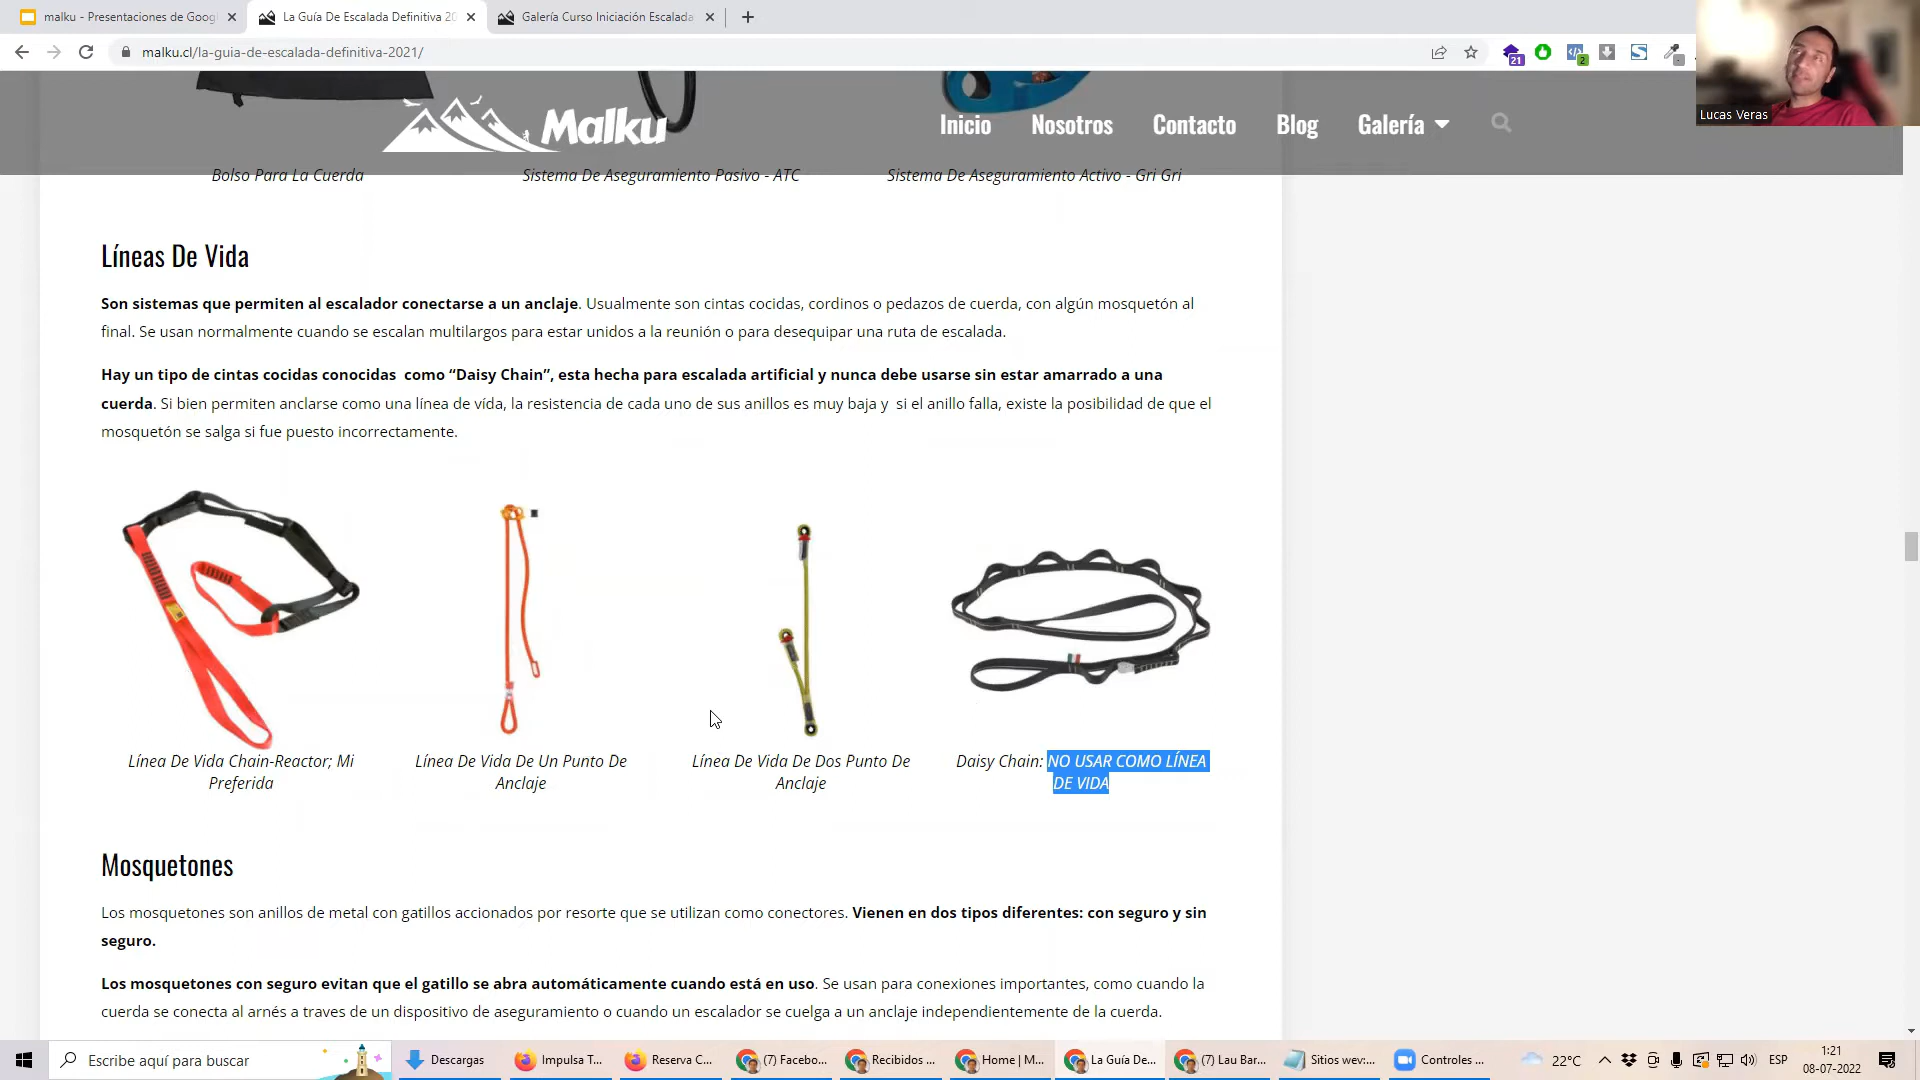 malku - Presentaciones de Goog
La Guía De Escalada Definitiva 20
Galería Curso Iniciación Escalada
malku.cl/la-guia-de-escalada-definitiva-2021/
21
2
Lucas Veras
Malku
Inicio
Nosotros
Contacto
Blog
Galería
Bolso Para La Cuerda
Sistema De Aseguramiento Pasivo - ATC
Sistema De Aseguramiento Activo - Gri Gri
Líneas De Vida
Son sistemas que permiten al escalador conectarse a un anclaje. Usualmente son cintas cocidas, cordinos o pedazos de cuerda, con algún mosquetón al
final. Se usan normalmente cuando se escalan multilargos para estar unidos a la reunión o para desequipar una ruta de escalada.
Hay un tipo de cintas cocidas conocidas como “Daisy Chain”, esta hecha para escalada artificial y nunca debe usarse sin estar amarrado a una
cuerda. Si bien permiten anclarse como una línea de vída, la resistencia de cada uno de sus anillos es muy baja y si el anillo falla, existe la posibilidad de que el
mosquetón se salga si fue puesto incorrectamente.
Línea De Vida Chain-Reactor; Mi
Preferida
Línea De Vida De Un Punto De
Anclaje
Línea De Vida De Dos Punto De
Anclaje
Daisy Chain: NO USAR COMO LÍNEA
DE VIDA
Mosquetones
Los mosquetones son anillos de metal con gatillos accionados por resorte que se utilizan como conectores. Vienen en dos tipos diferentes: con seguro y sin
seguro.
Los mosquetones con seguro evitan que el gatillo se abra automáticamente cuando está en uso. Se usan para conexiones importantes, como cuando la
cuerda se conecta al arnés a traves de un dispositivo de aseguramiento o cuando un escalador se cuelga a un anclaje independientemente de la cuerda.
Escribe aquí para buscar
Descargas
Impulsa T...
Reserva C...
(7) Facebo...
Recibidos ...
Home | M...
La Guía De...
(7) Lau Bar...
Sitios wev:...
Controles ...
22°C
ESP
1:21
08-07-2022